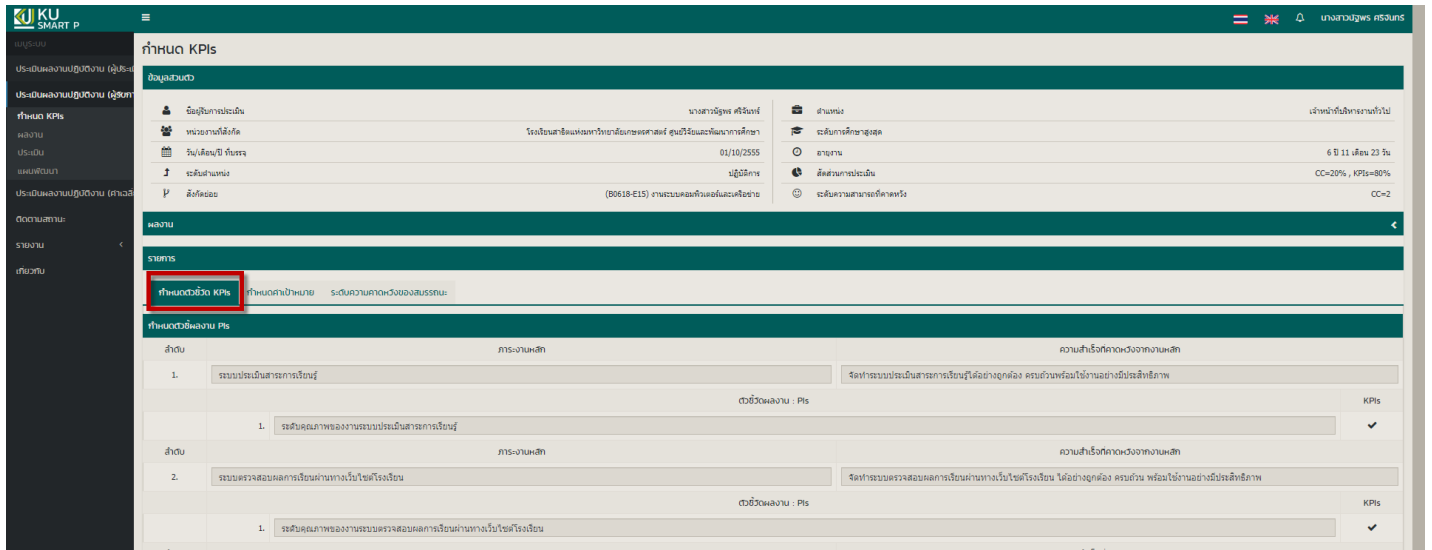 KU
SMART P
นางสาวปัฐพร ศรีจันทร์
เมนูระบบ
ประเมินผลงานปฏิบัติงาน (ผู้ประเมิ
ประเมินผลงานปฏิบัติงาน (ผู้รับกา
กำหนด KPIs
ผลงาน
ประเมิน
แผนพัฒนา
ประเมินผลงานปฏิบัติงาน (ค่าเฉลี่
ติดตามสถานะ
รายงาน
เกี่ยวกับ
กำหนด KPIs
ข้อมูลส่วนตัว
ชื่อผู้รับการประเมิน นางสาวปัฐพร ศรีจันทร์
ตำแหน่ง เจ้าหน้าที่บริหารงานทั่วไป
หน่วยงานที่สังกัด โรงเรียนสาธิตแห่งมหาวิทยาลัยเกษตรศาสตร์ ศูนย์วิจัยและพัฒนาการศึกษา
ระดับการศึกษาสูงสุด
วัน/เดือน/ปี ที่บรรจุ 01/10/2555
อายุงาน 6 ปี 11 เดือน 23 วัน
ระดับตำแหน่ง ปฏิบัติการ
สัดส่วนการประเมิน CC=20% , KPIs=80%
สังกัดย่อย (B0618-E15) งานระบบคอมพิวเตอร์และเครือข่าย
ระดับความสามารถที่คาดหวัง CC=2
ผลงาน
รายการ
กำหนดตัวชี้วัด KPIs กำหนดค่าเป้าหมาย ระดับความคาดหวังของสมรรถนะ
กำหนดตัวชี้ผลงาน PIs
ลำดับ ภาระงานหลัก ความสำเร็จที่คาดหวังจากงานหลัก
1. ระบบประเมินสาระการเรียนรู้ จัดทำระบบประเมินสาระการเรียนรู้ได้อย่างถูกต้อง ครบถ้วนพร้อมใช้งานอย่างมีประสิทธิภาพ
ตัวชี้วัดผลงาน : PIs KPIs
1. ระดับคุณภาพของงานระบบประเมินสาระการเรียนรู้
ลำดับ ภาระงานหลัก ความสำเร็จที่คาดหวังจากงานหลัก
2. ระบบตรวจสอบผลการเรียนผ่านทางเว็บไซต์โรงเรียน จัดทำระบบตรวจสอบผลการเรียนผ่านทางเว็บไซต์โรงเรียน ได้อย่างถูกต้อง ครบถ้วน พร้อมใช้งานอย่างมีประสิทธิภาพ
ตัวชี้วัดผลงาน : PIs KPIs
1. ระดับคุณภาพของงานระบบตรวจสอบผลการเรียนผ่านทางเว็บไซต์โรงเรียน